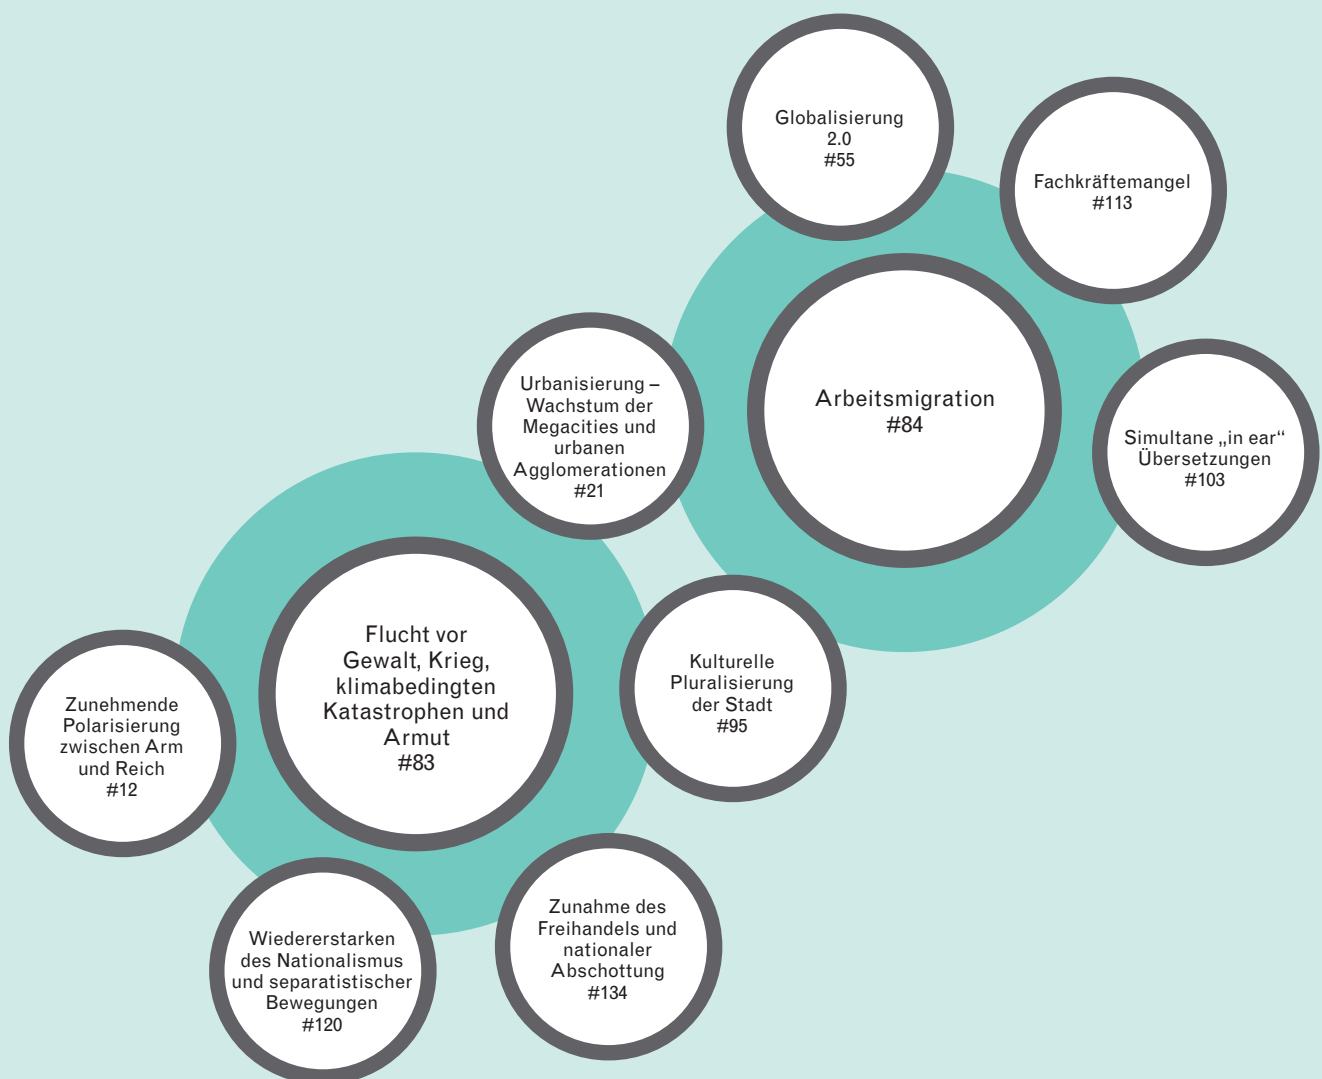 Globalisierung
2.0
#55
Fachkräftemangel
#113
Urbanisierung –
Wachstum der
Megacities und
urbanen
Agglomerationen
#21
Arbeitsmigration
#84
Simultane „in ear“
Übersetzungen
#103
Flucht vor
Gewalt, Krieg,
klimabedingten
Katastrophen und
Armut
#83
Kulturelle
Pluralisierung
der Stadt
#95
Zunehmende
Polarisierung
zwischen Arm
und Reich
#12
Zunahme des
Freihandels und
nationaler
Abschottung
#134
Wiedererstarken
des Nationalismus
und separatistischer
Bewegungen
#120